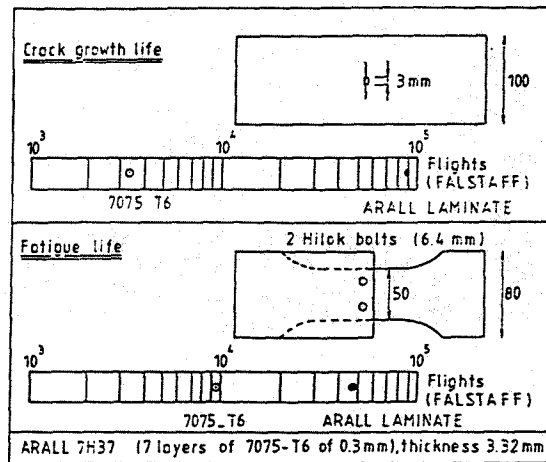 Crack growth life
3mm
100
10³ 10⁴ 10⁵
Flights
(FALSTAFF)
7075 T6
ARALL LAMINATE
Fatigue life
2 Hilok bolts (6.4 mm)
50
80
10³ 10⁴ 10⁵
Flights
(FALSTAFF)
7075_T6
ARALL LAMINATE
ARALL 7H37 (7 layers of 7075-T6 of 0.3mm), thickness 3.32mm